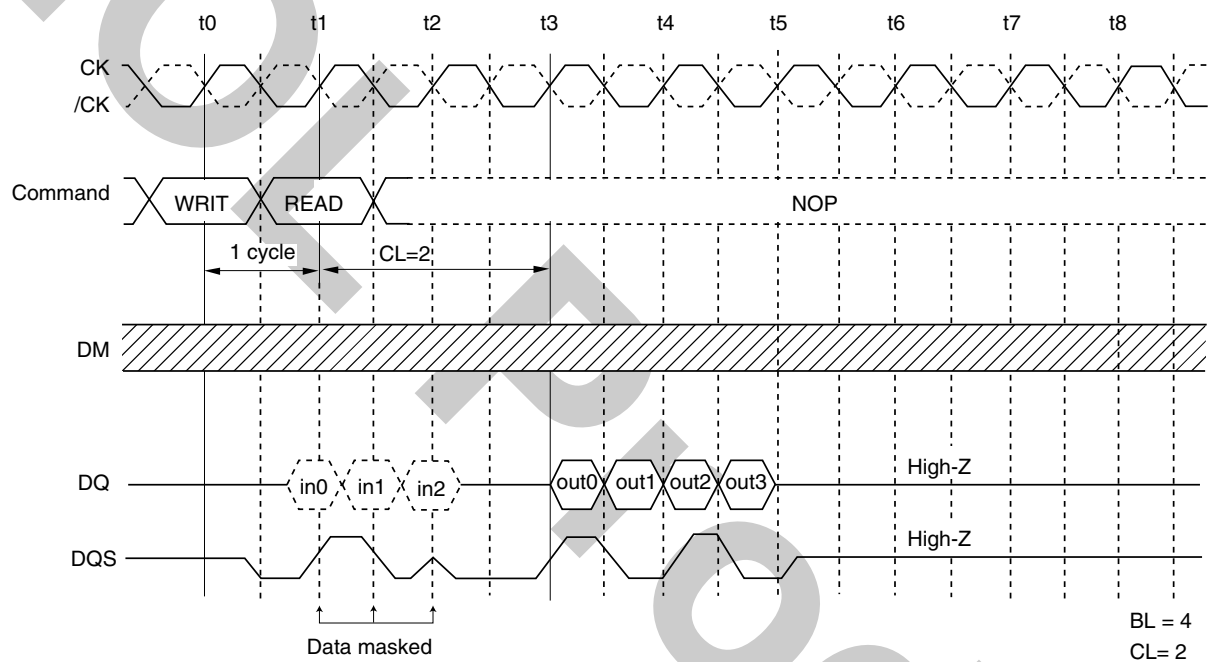 t0 t1 t2 t3 t4 t5 t6 t7 t8
CK
/CK
Command WRIT READ NOP
1 cycle CL=2
DM
DQ in0 in1 in2 out0 out1 out2 out3 High-Z
DQS High-Z
Data masked
BL = 4
CL= 2